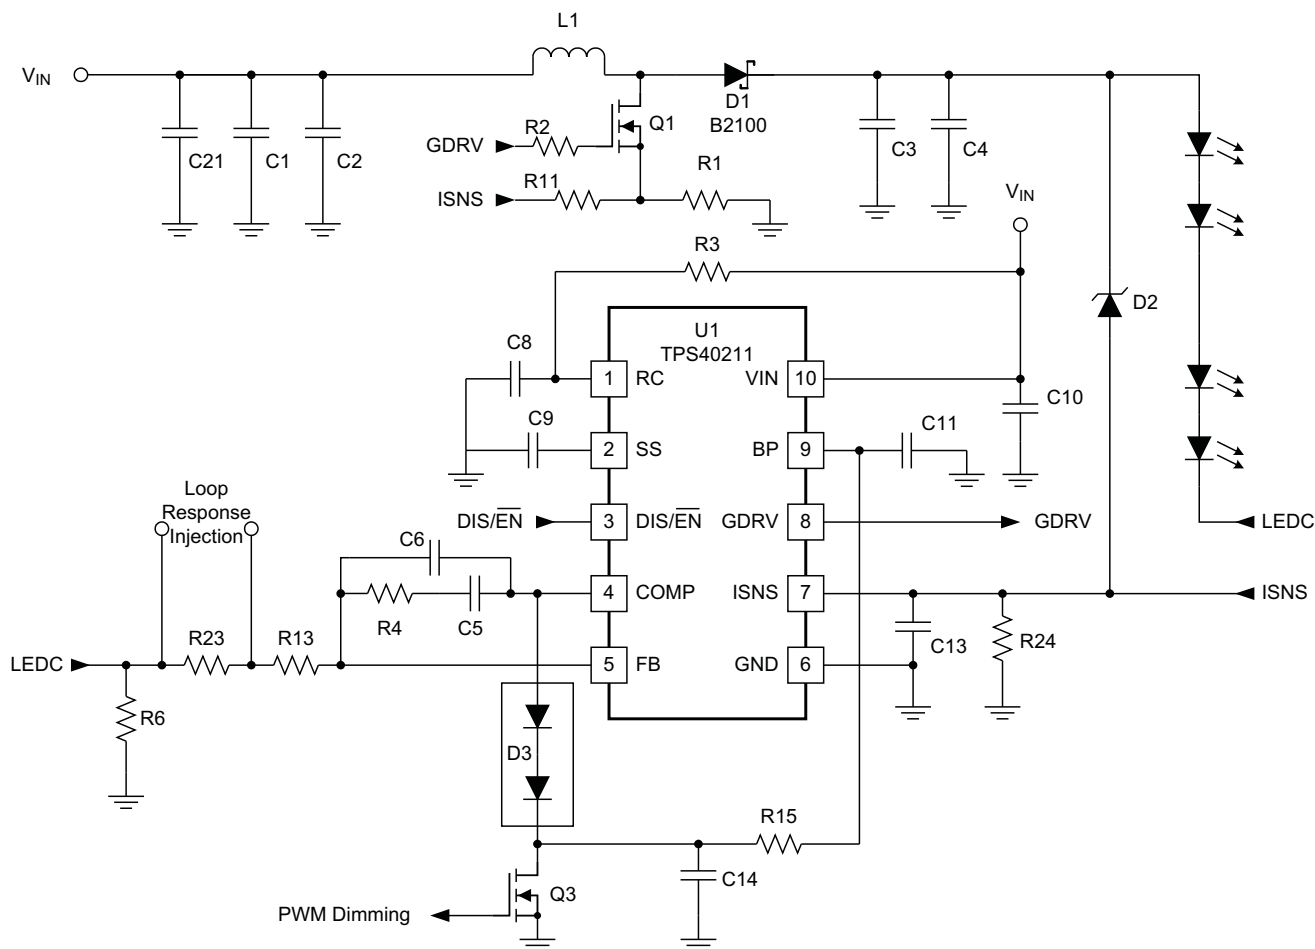 L1
VIN
D1
B2100
R2
Q1
GDRV
C21
C1
C2
C3
C4
R1
R11
ISNS
VIN
R3
D2
U1
TPS40211
C8
1
RC
VIN
10
C10
C9
C11
2
SS
BP
9
Loop
Response
Injection
DIS/EN̅
3
DIS/EN̅
GDRV
8
GDRV
LEDC
C6
4
COMP
ISNS
7
ISNS
R4
C5
C13
R24
R23
R13
LEDC
5
FB
GND
6
R6
D3
R15
C14
Q3
PWM Dimming